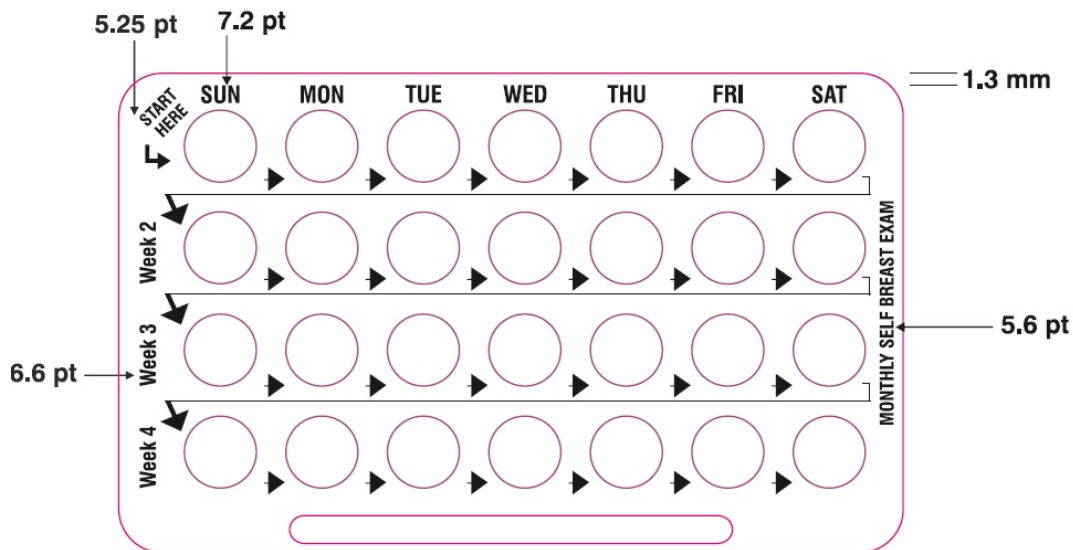 5.25 pt
7.2 pt
1.3 mm
START
HERE
SUN MON TUE WED THU FRI SAT
Week 2
MONTHLY SELF BREAST EXAM
5.6 pt
Week 3
6.6 pt
Week 4